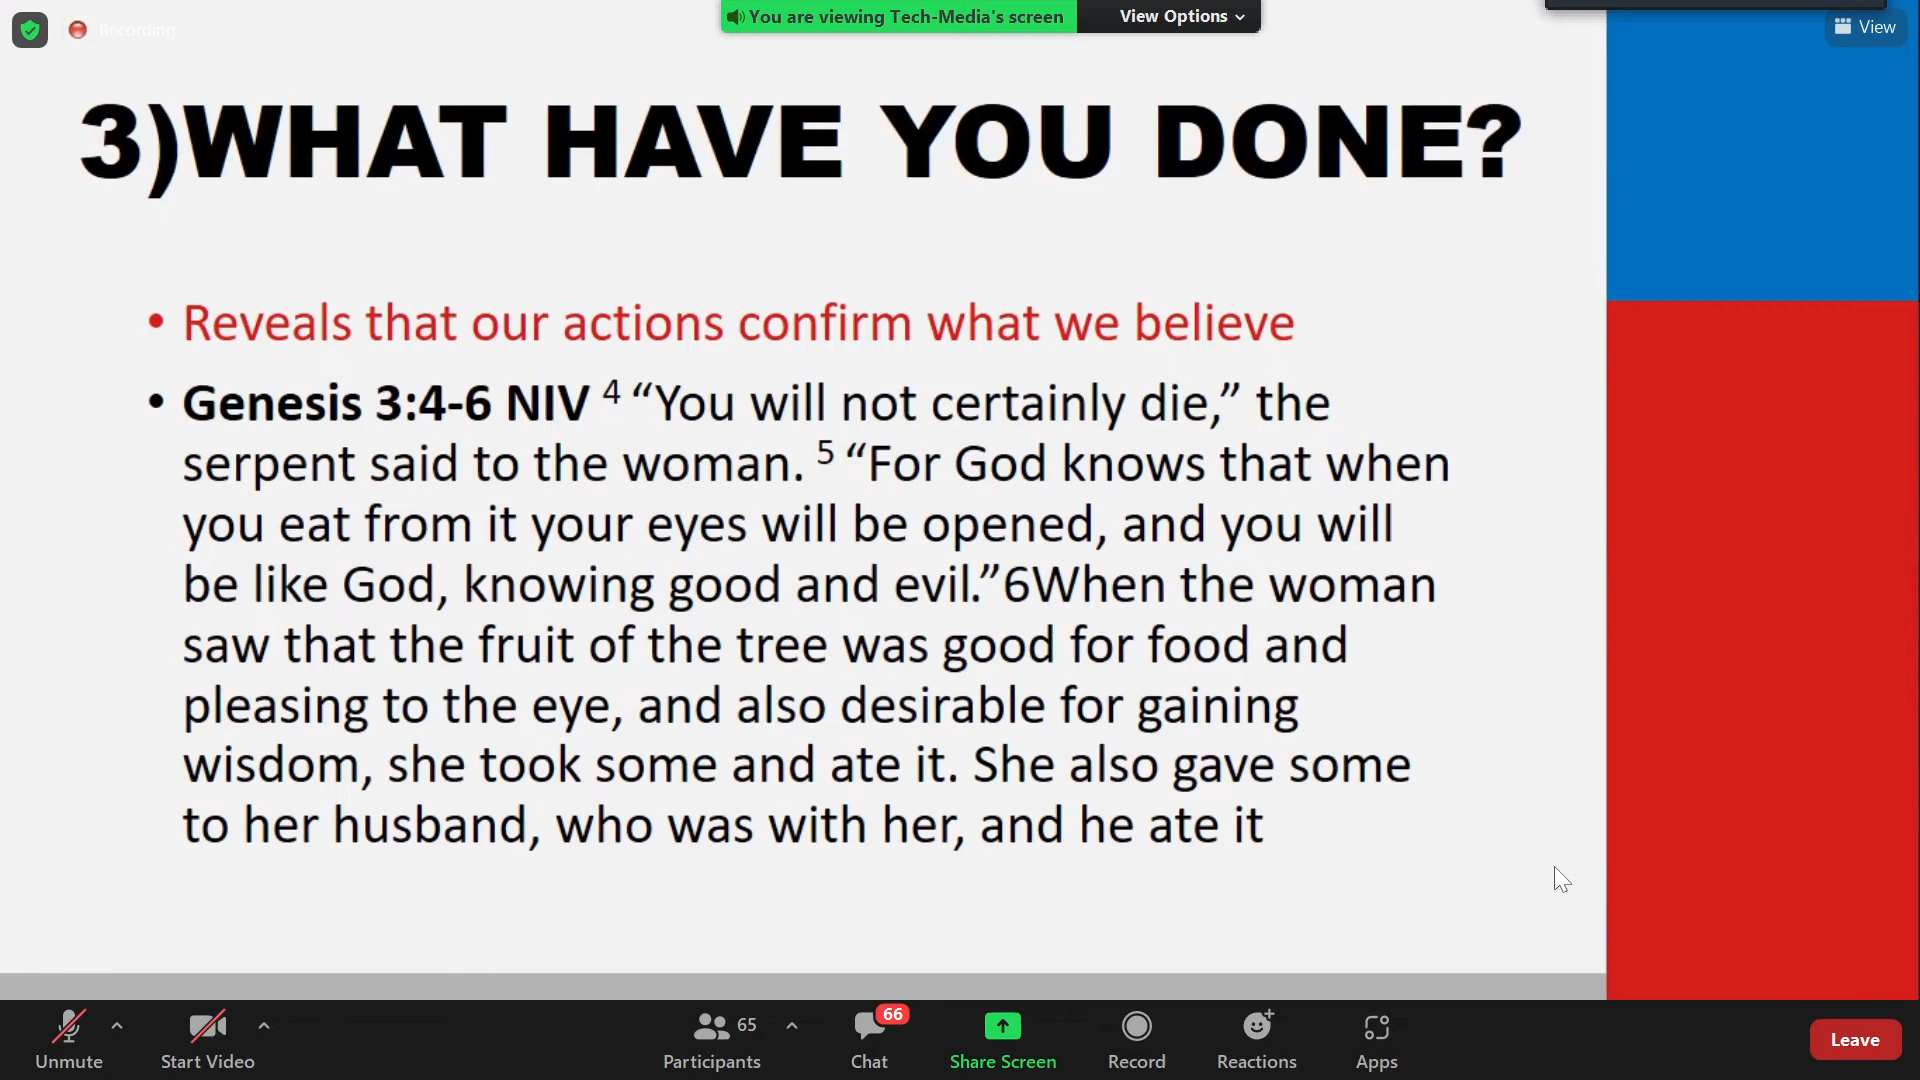 Recording
You are viewing Tech-Media's screen
View Options
View
3)WHAT HAVE YOU DONE?
• Reveals that our actions confirm what we believe
• Genesis 3:4-6 NIV 4 “You will not certainly die,” the
serpent said to the woman. 5 “For God knows that when
you eat from it your eyes will be opened, and you will
be like God, knowing good and evil.”6When the woman
saw that the fruit of the tree was good for food and
pleasing to the eye, and also desirable for gaining
wisdom, she took some and ate it. She also gave some
to her husband, who was with her, and he ate it
65
66
Unmute
Start Video
Participants
Chat
Share Screen
Record
Reactions
Apps
Leave